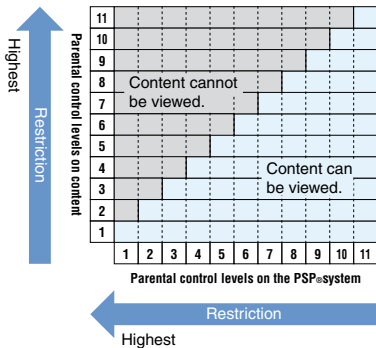 Highest
Restriction
Parental control levels on content
11
10
9
8
7
6
5
4
3
2
1
Content cannot
be viewed.
Content can
be viewed.
1 2 3 4 5 6 7 8 9 10 11
Parental control levels on the PSP®system
Restriction
Highest